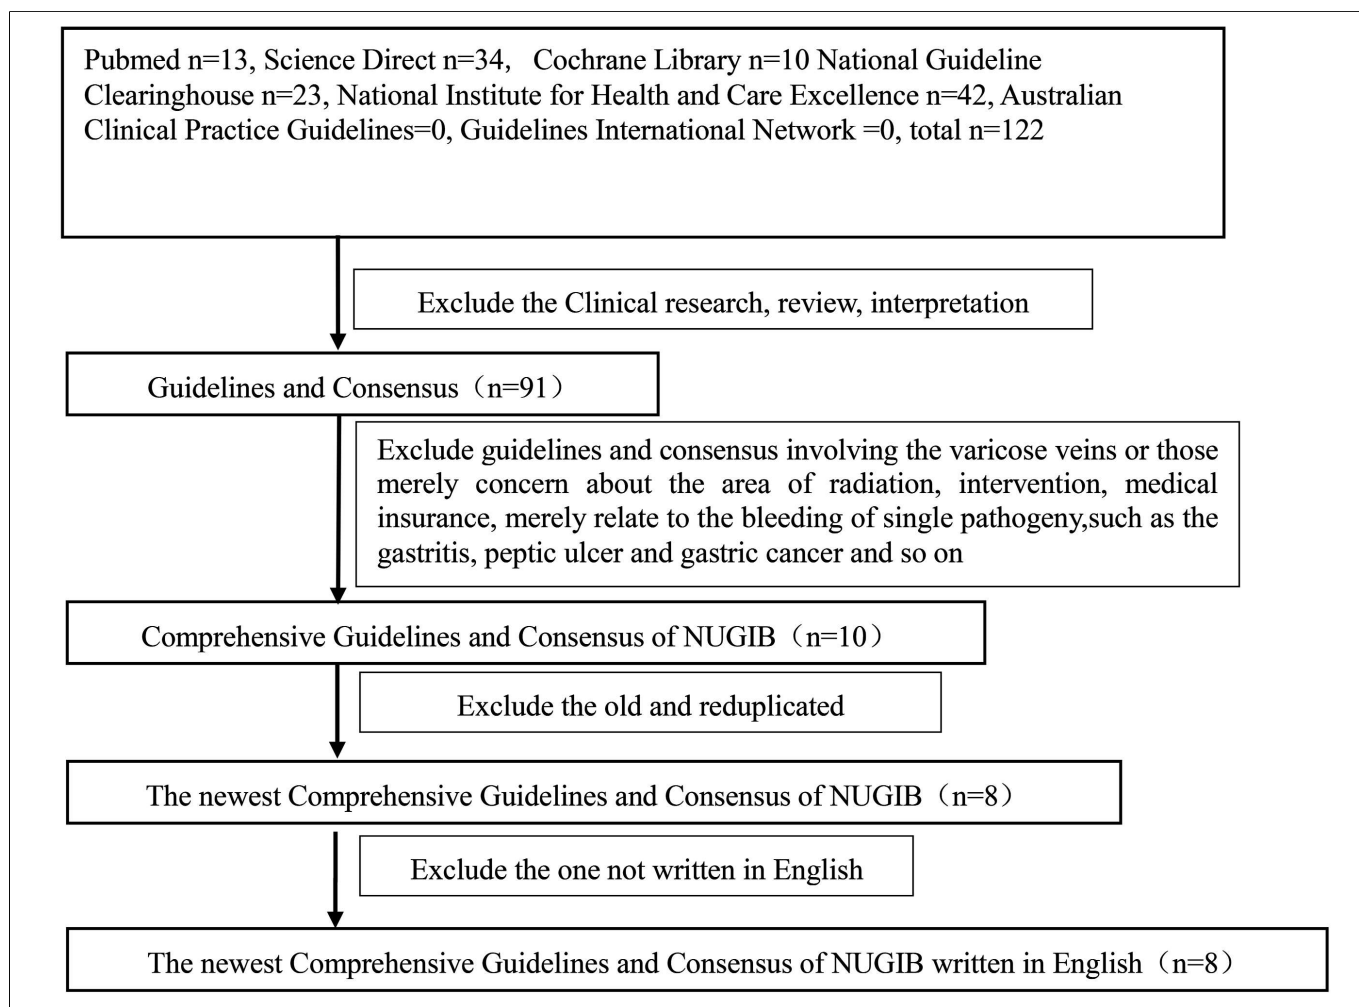 Pubmed n=13, Science Direct n=34,   Cochrane Library n=10 National Guideline
Clearinghouse n=23, National Institute for Health and Care Excellence n=42, Australian
Clinical Practice Guidelines=0, Guidelines International Network =0, total n=122
Exclude the Clinical research, review, interpretation
Guidelines and Consensus（n=91）
Exclude guidelines and consensus involving the varicose veins or those
merely concern about the area of radiation, intervention, medical
insurance, merely relate to the bleeding of single pathogeny,such as the
gastritis, peptic ulcer and gastric cancer and so on
Comprehensive Guidelines and Consensus of NUGIB（n=10）
Exclude the old and reduplicated
The newest Comprehensive Guidelines and Consensus of NUGIB（n=8）
Exclude the one not written in English
The newest Comprehensive Guidelines and Consensus of NUGIB written in English（n=8）